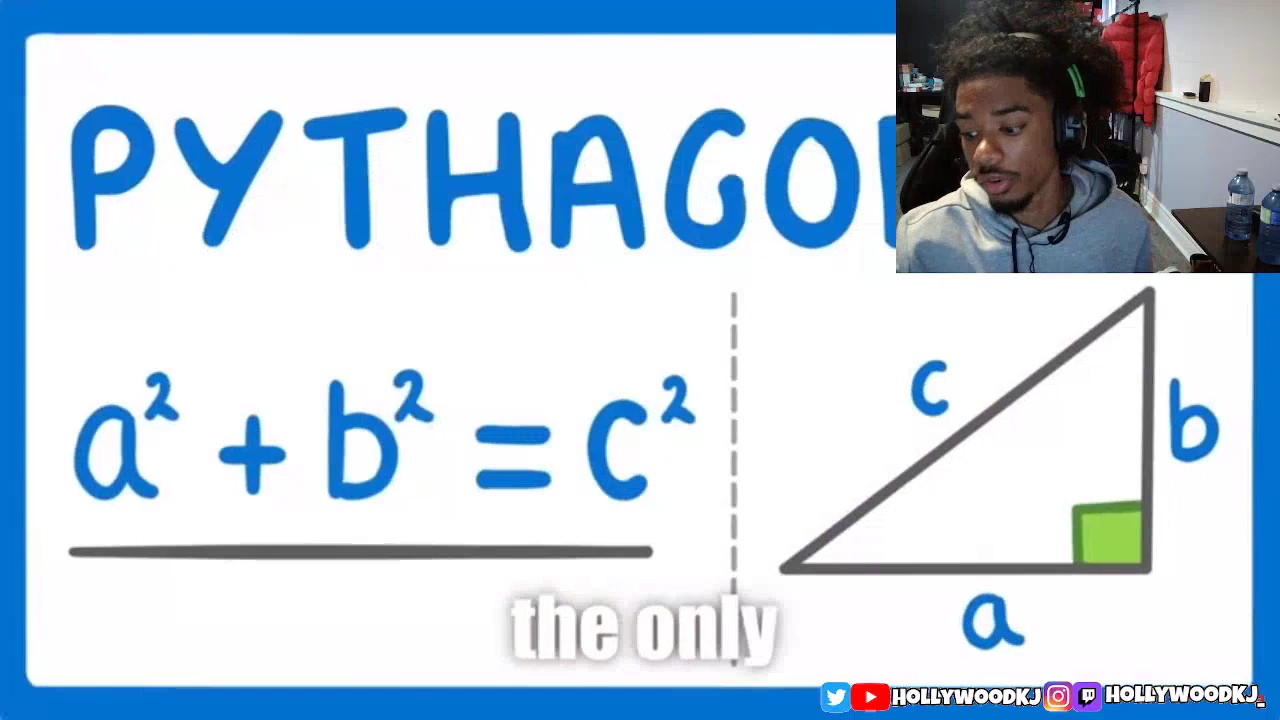 PYTHAGO
a² + b² = c²
c
b
a
the only
HOLLYWOODKJ HOLLYWOODKJ_